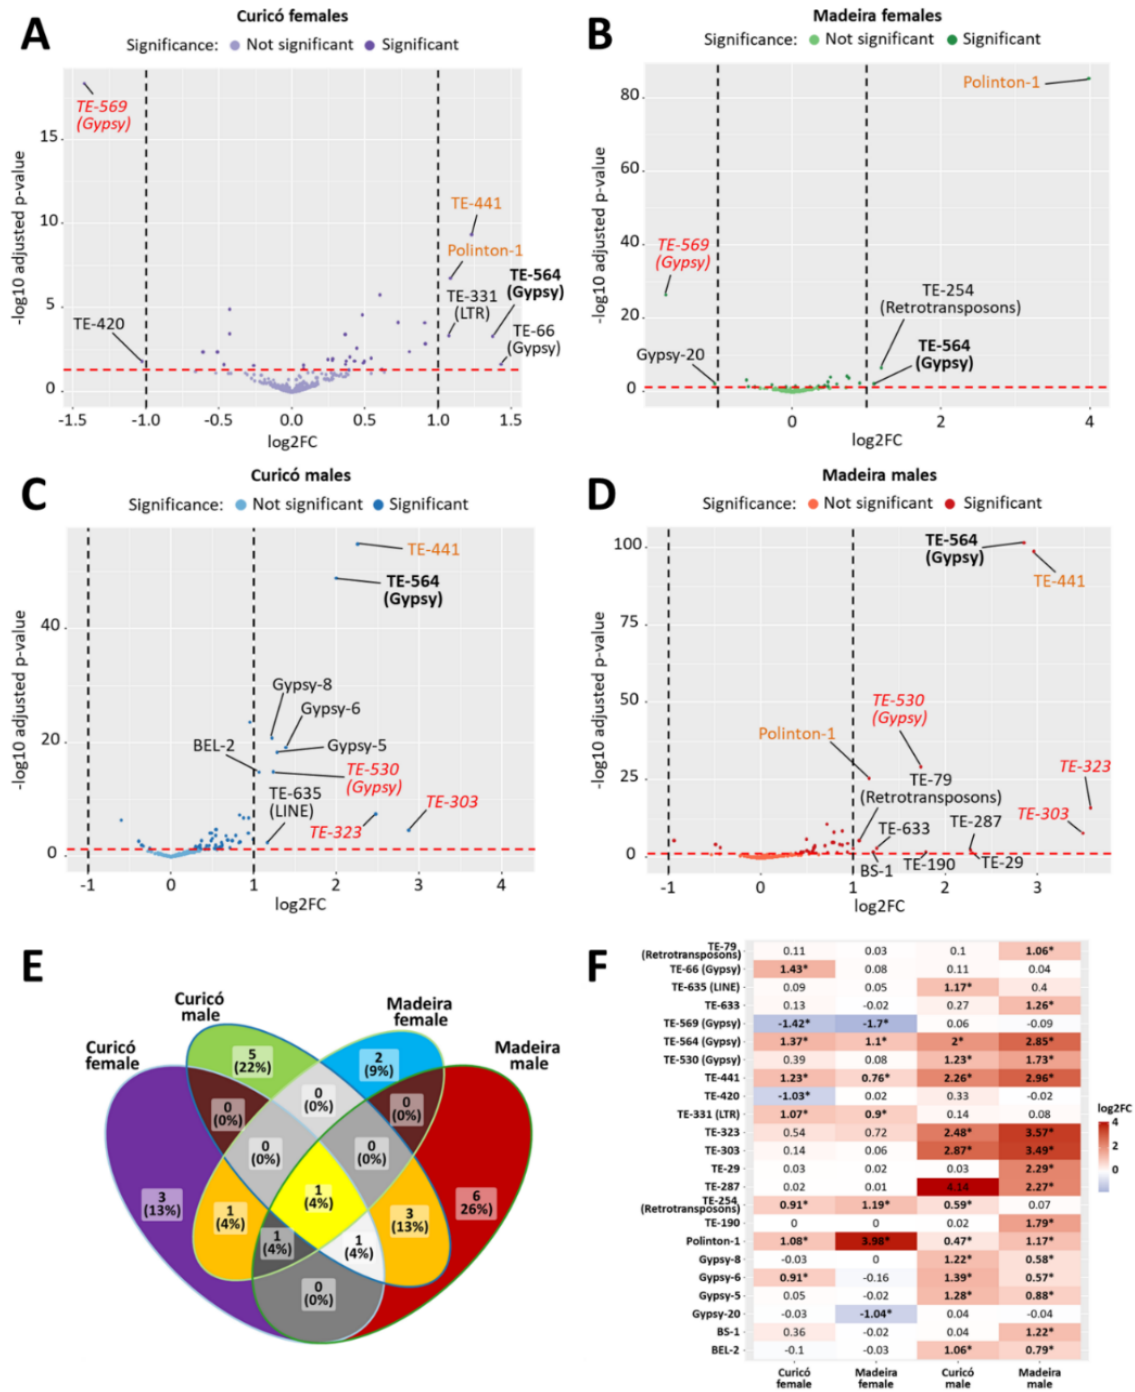 A
Curicó females
Significance: Not significant Significant
-log10 adjusted p-value
15
10
5
0
-1.5
-1.0
-0.5
0.0
0.5
1.0
1.5
log2FC
TE-569
(Gypsy)
TE-441
Polinton-1
TE-564
(Gypsy)
TE-331
(LTR)
TE-66
(Gypsy)
TE-420
B
Madeira females
Significance: Not significant Significant
-log10 adjusted p-value
80
60
40
20
0
0
2
4
log2FC
Polinton-1
TE-569
(Gypsy)
TE-254
(Retrotransposons)
TE-564
(Gypsy)
Gypsy-20
C
Curicó males
Significance: Not significant Significant
-log10 adjusted p-value
40
20
0
-1
0
1
2
3
4
log2FC
TE-441
TE-564
(Gypsy)
Gypsy-8
Gypsy-6
BEL-2
Gypsy-5
TE-530
(Gypsy)
TE-635
(LINE)
TE-323
TE-303
D
Madeira males
Significance: Not significant Significant
-log10 adjusted p-value
100
75
50
25
0
-1
0
1
2
3
log2FC
TE-564
(Gypsy)
TE-441
TE-530
(Gypsy)
Polinton-1
TE-323
TE-79
(Retrotransposons)
TE-303
TE-633
TE-287
BS-1
TE-190
TE-29
E
Curicó
female
Curicó
male
Madeira
female
Madeira
male
5
(22%)
2
(9%)
0
(0%)
0
(0%)
0
(0%)
0
(0%)
0
(0%)
3
(13%)
1
(4%)
1
(4%)
3
(13%)
6
26%)
1
(4%)
1
(4%)
0
(0%)
F
TE-79
(Retrotransposons) 0.11 0.03 0.1 1.06*
TE-66 (Gypsy) 1.43* 0.08 0.11 0.04
TE-635 (LINE) 0.09 0.05 1.17* 0.4
TE-633 0.13 -0.02 0.27 1.26*
TE-569 (Gypsy) -1.42* -1.7* 0.06 -0.09
TE-564 (Gypsy) 1.37* 1.1* 2* 2.85*
TE-530 (Gypsy) 0.39 0.08 1.23* 1.73*
TE-441 1.23* 0.76* 2.26* 2.96*
TE-420 -1.03* 0.02 0.33 -0.02
TE-331 (LTR) 1.07* 0.9* 0.14 0.08
TE-323 0.54 0.72 2.48* 3.57*
TE-303 0.14 0.06 2.87* 3.49*
TE-29 0.03 0.02 0.03 2.29*
TE-287 0.02 0.01 4.14 2.27*
TE-254
(Retrotransposons) 0.91* 1.19* 0.59* 0.07
TE-190 0 0 0.02 1.79*
Polinton-1 1.08* 3.98* 0.47* 1.17*
Gypsy-8 -0.03 0 1.22* 0.58*
Gypsy-6 0.91* -0.16 1.39* 0.57*
Gypsy-5 0.05 -0.02 1.28* 0.88*
Gypsy-20 -0.03 -1.04* 0.04 -0.04
BS-1 0.36 -0.02 0.04 1.22*
BEL-2 -0.1 -0.03 1.06* 0.79*
Curicó
female
Madeira
female
Curicó
male
Madeira
male
log2FC
4
2
0